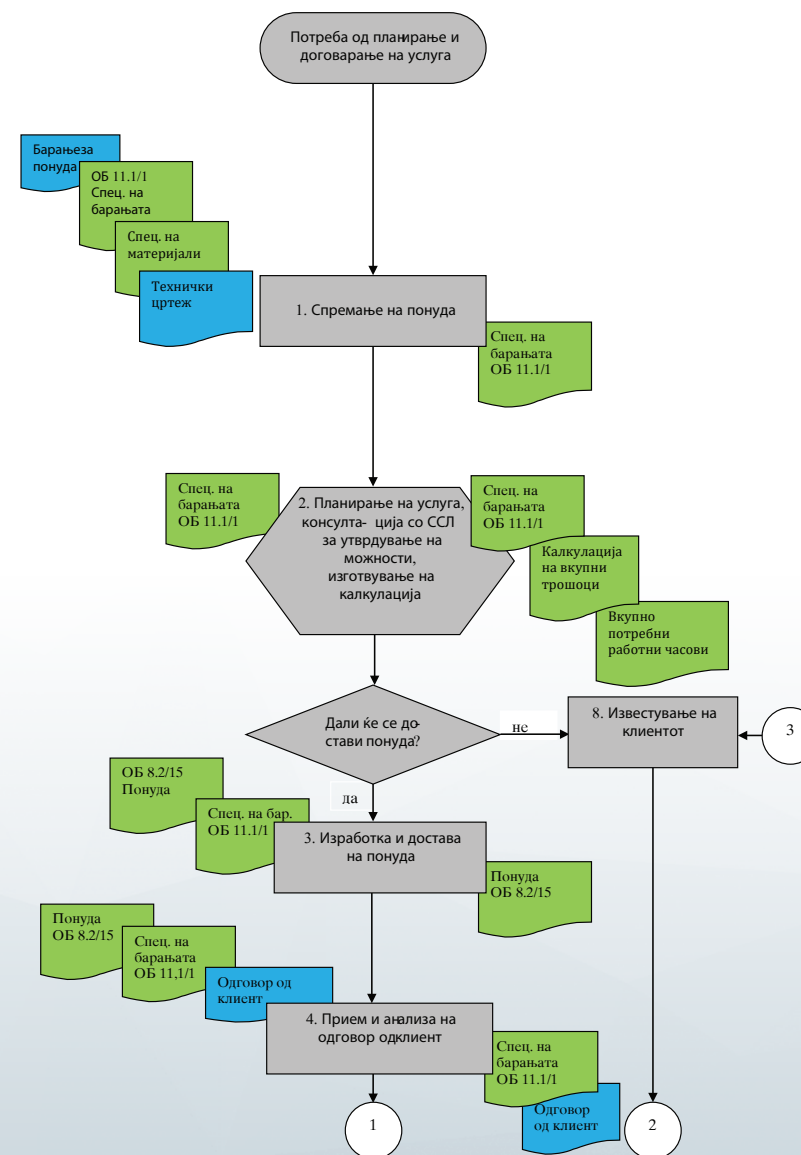 Потреба од планирање и
договарање на услуга
Барањеза
понуда
ОБ 11.1/1
Спец. на
барањата
Спец. на
материјали
Технички
цртеж
1. Спремање на понуда
Спец. на
барањата
ОБ 11.1/1
Спец. на
барањата
ОБ 11.1/1
2. Планирање на услуга,
консулта- ција со ССЛ
за утврдување на
можности,
изготвување на
калкулација
Спец. на
барањата
ОБ 11.1/1
Калкулација
на вкупни
трошоци
Вкупно
потребни
работни часови
Дали ќе се до-
стави понуда?
не
8. Известување на
клиентот
3
да
ОБ 8.2/15
Понуда
Спец. на бар.
ОБ 11.1/1
3. Изработка и достава
на понуда
Понуда
ОБ 8.2/15
Понуда
ОБ 8.2/15
Спец. на
барањата
ОБ 11,1/1
Одговор од
клиент
4. Прием и анализа на
одговор одклиент
Спец. на
барањата
ОБ 11.1/1
Одговор
од клиент
1
2